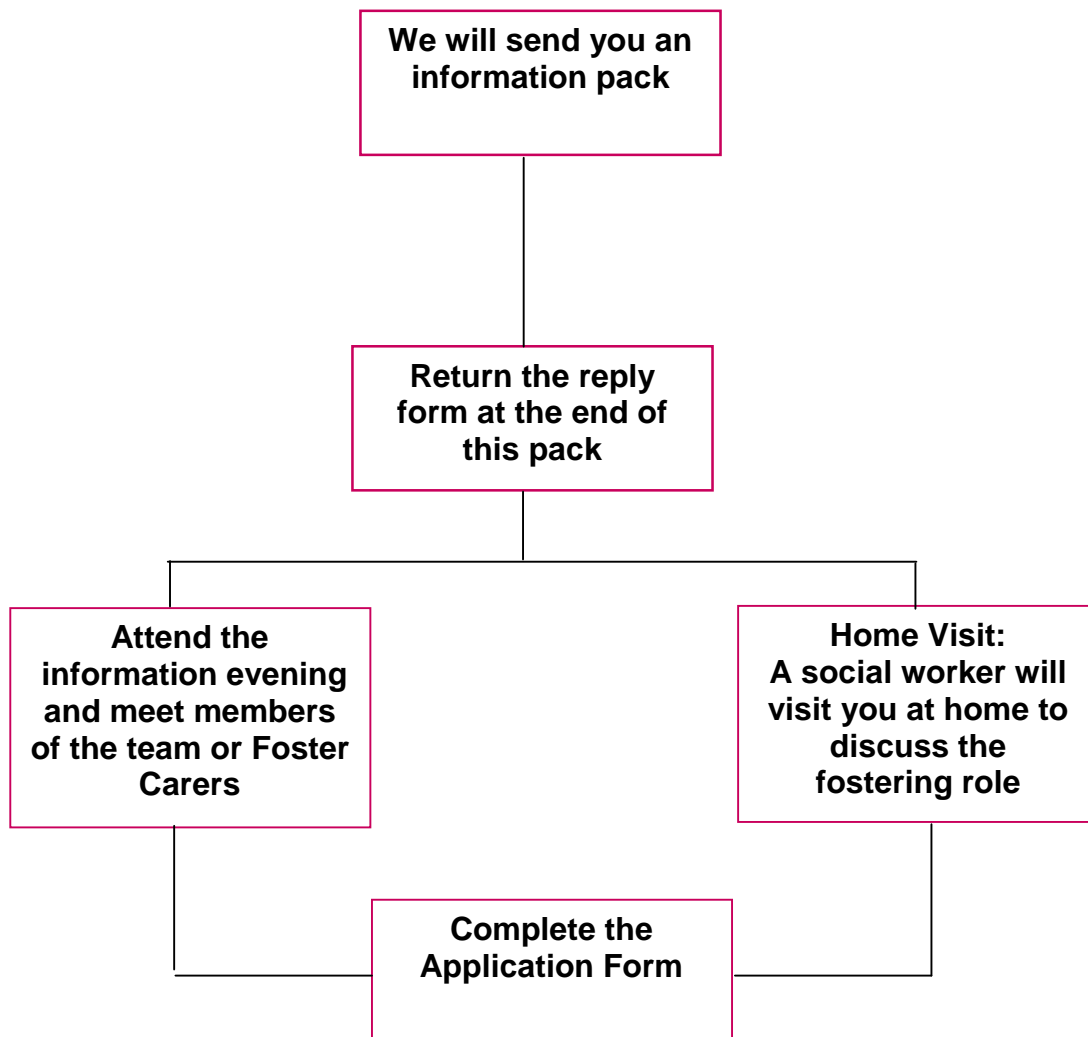 We will send you an
information pack
Return the reply
form at the end of
this pack
Attend the
information evening
and meet members
of the team or Foster
Carers
Home Visit:
A social worker will
visit you at home to
discuss the
fostering role
Complete the
Application Form